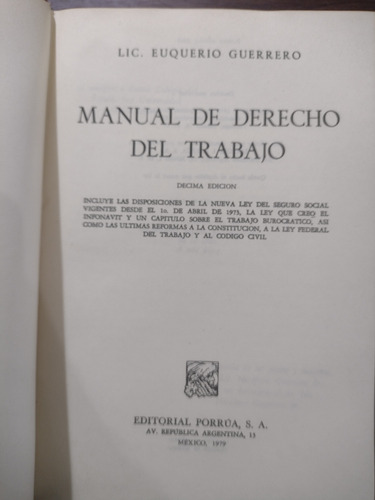 LIC. EUQUERIO GUERRERO
MANUAL DE DERECHO
DEL TRABAJO
DECIMA EDICION
INCLUYE LAS DISPOSICIONES DE LA NUEVA LEY DEL SEGURO SOCIAL
VIGENTES DESDE EL 1o. DE ABRIL DE 1973, LA LEY QUE CREO EL
INFONAVIT Y UN CAPITULO SOBRE EL TRABAJO BUROCRATICO, ASI
COMO LAS ULTIMAS REFORMAS A LA CONSTITUCION, A LA LEY FEDERAL
DEL TRABAJO Y AL CODIGO CIVIL
EDITORIAL PORRÚA, S. A.
AV. REPÚBLICA ARGENTINA, 15
MEXICO, 1979